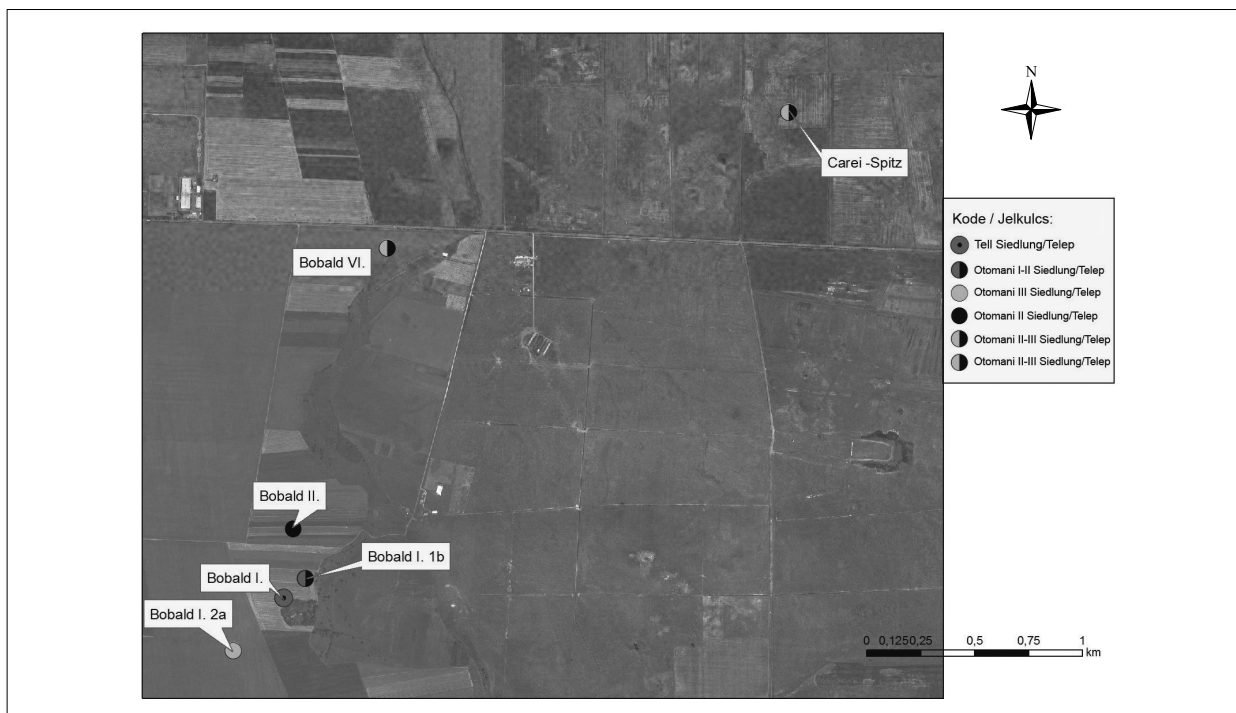 N
Carei -Spitz
Kode / Jelkulcs:
Tell Siedlung/Telep
Otomani I-II Siedlung/Telep
Otomani III Siedlung/Telep
Otomani II Siedlung/Telep
Otomani II-III Siedlung/Telep
Otomani II-III Siedlung/Telep
Bobald VI.
Bobald II.
Bobald I. 1b
Bobald I.
Bobald I. 2a
0 0,1250,25 0,5 0,75 1
km